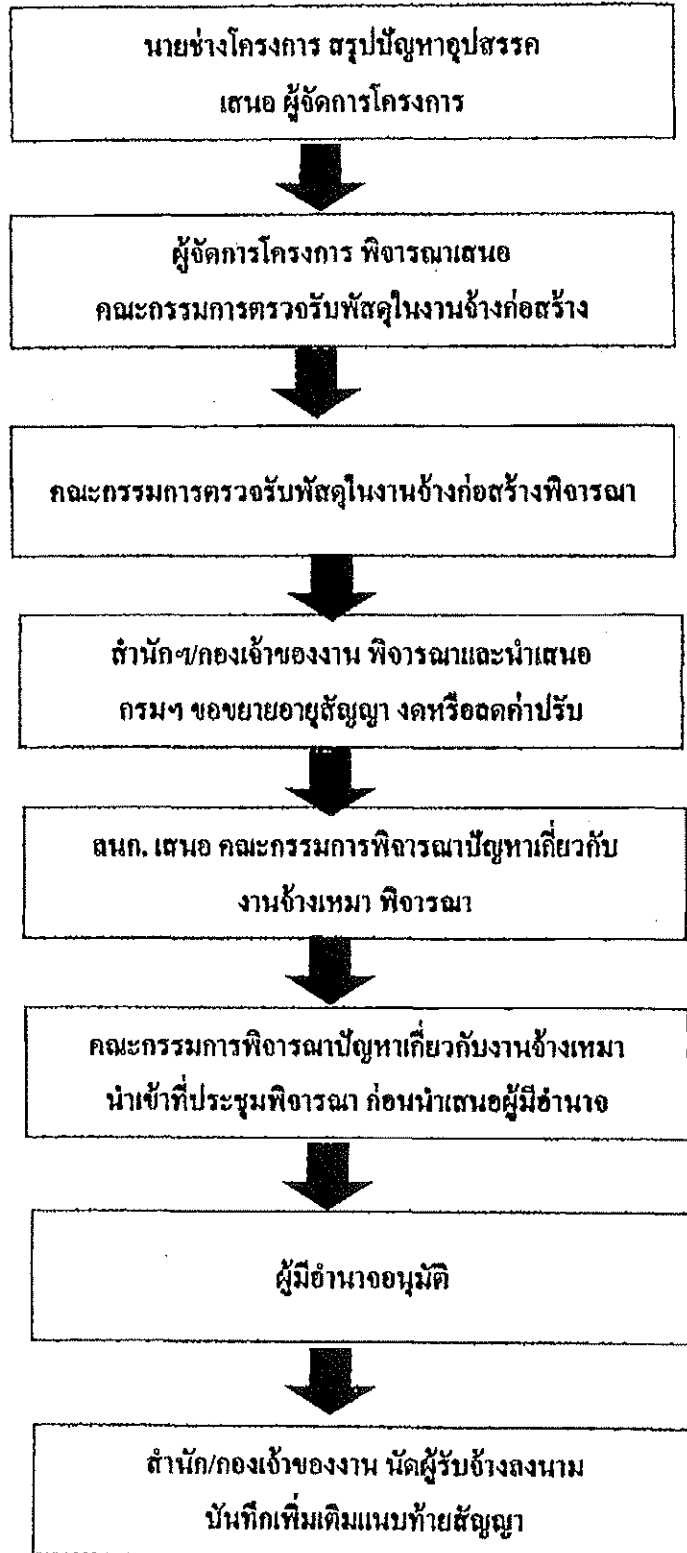 นายช่างโครงการ สรุปปัญหาอุปสรรค
เสนอ ผู้จัดการโครงการ
ผู้จัดการโครงการ พิจารณาเสนอ
คณะกรรมการตรวจรับพัสดุในงานจ้างก่อสร้าง
คณะกรรมการตรวจรับพัสดุในงานจ้างก่อสร้างพิจารณา
สำนักฯ/กองเจ้าของงาน พิจารณาและนำเสนอ
กรมฯ ขอขยายอายุสัญญา งดหรือลดค่าปรับ
ลนก. เสนอ คณะกรรมการพิจารณาปัญหาเกี่ยวกับ
งานจ้างเหมา พิจารณา
คณะกรรมการพิจารณาปัญหาเกี่ยวกับงานจ้างเหมา
นำเข้าที่ประชุมพิจารณา ก่อนนำเสนอผู้มีอำนาจ
ผู้มีอำนาจอนุมัติ
สำนัก/กองเจ้าของงาน นัดผู้รับจ้างลงนาม
บันทึกเพิ่มเติมแนบท้ายสัญญา